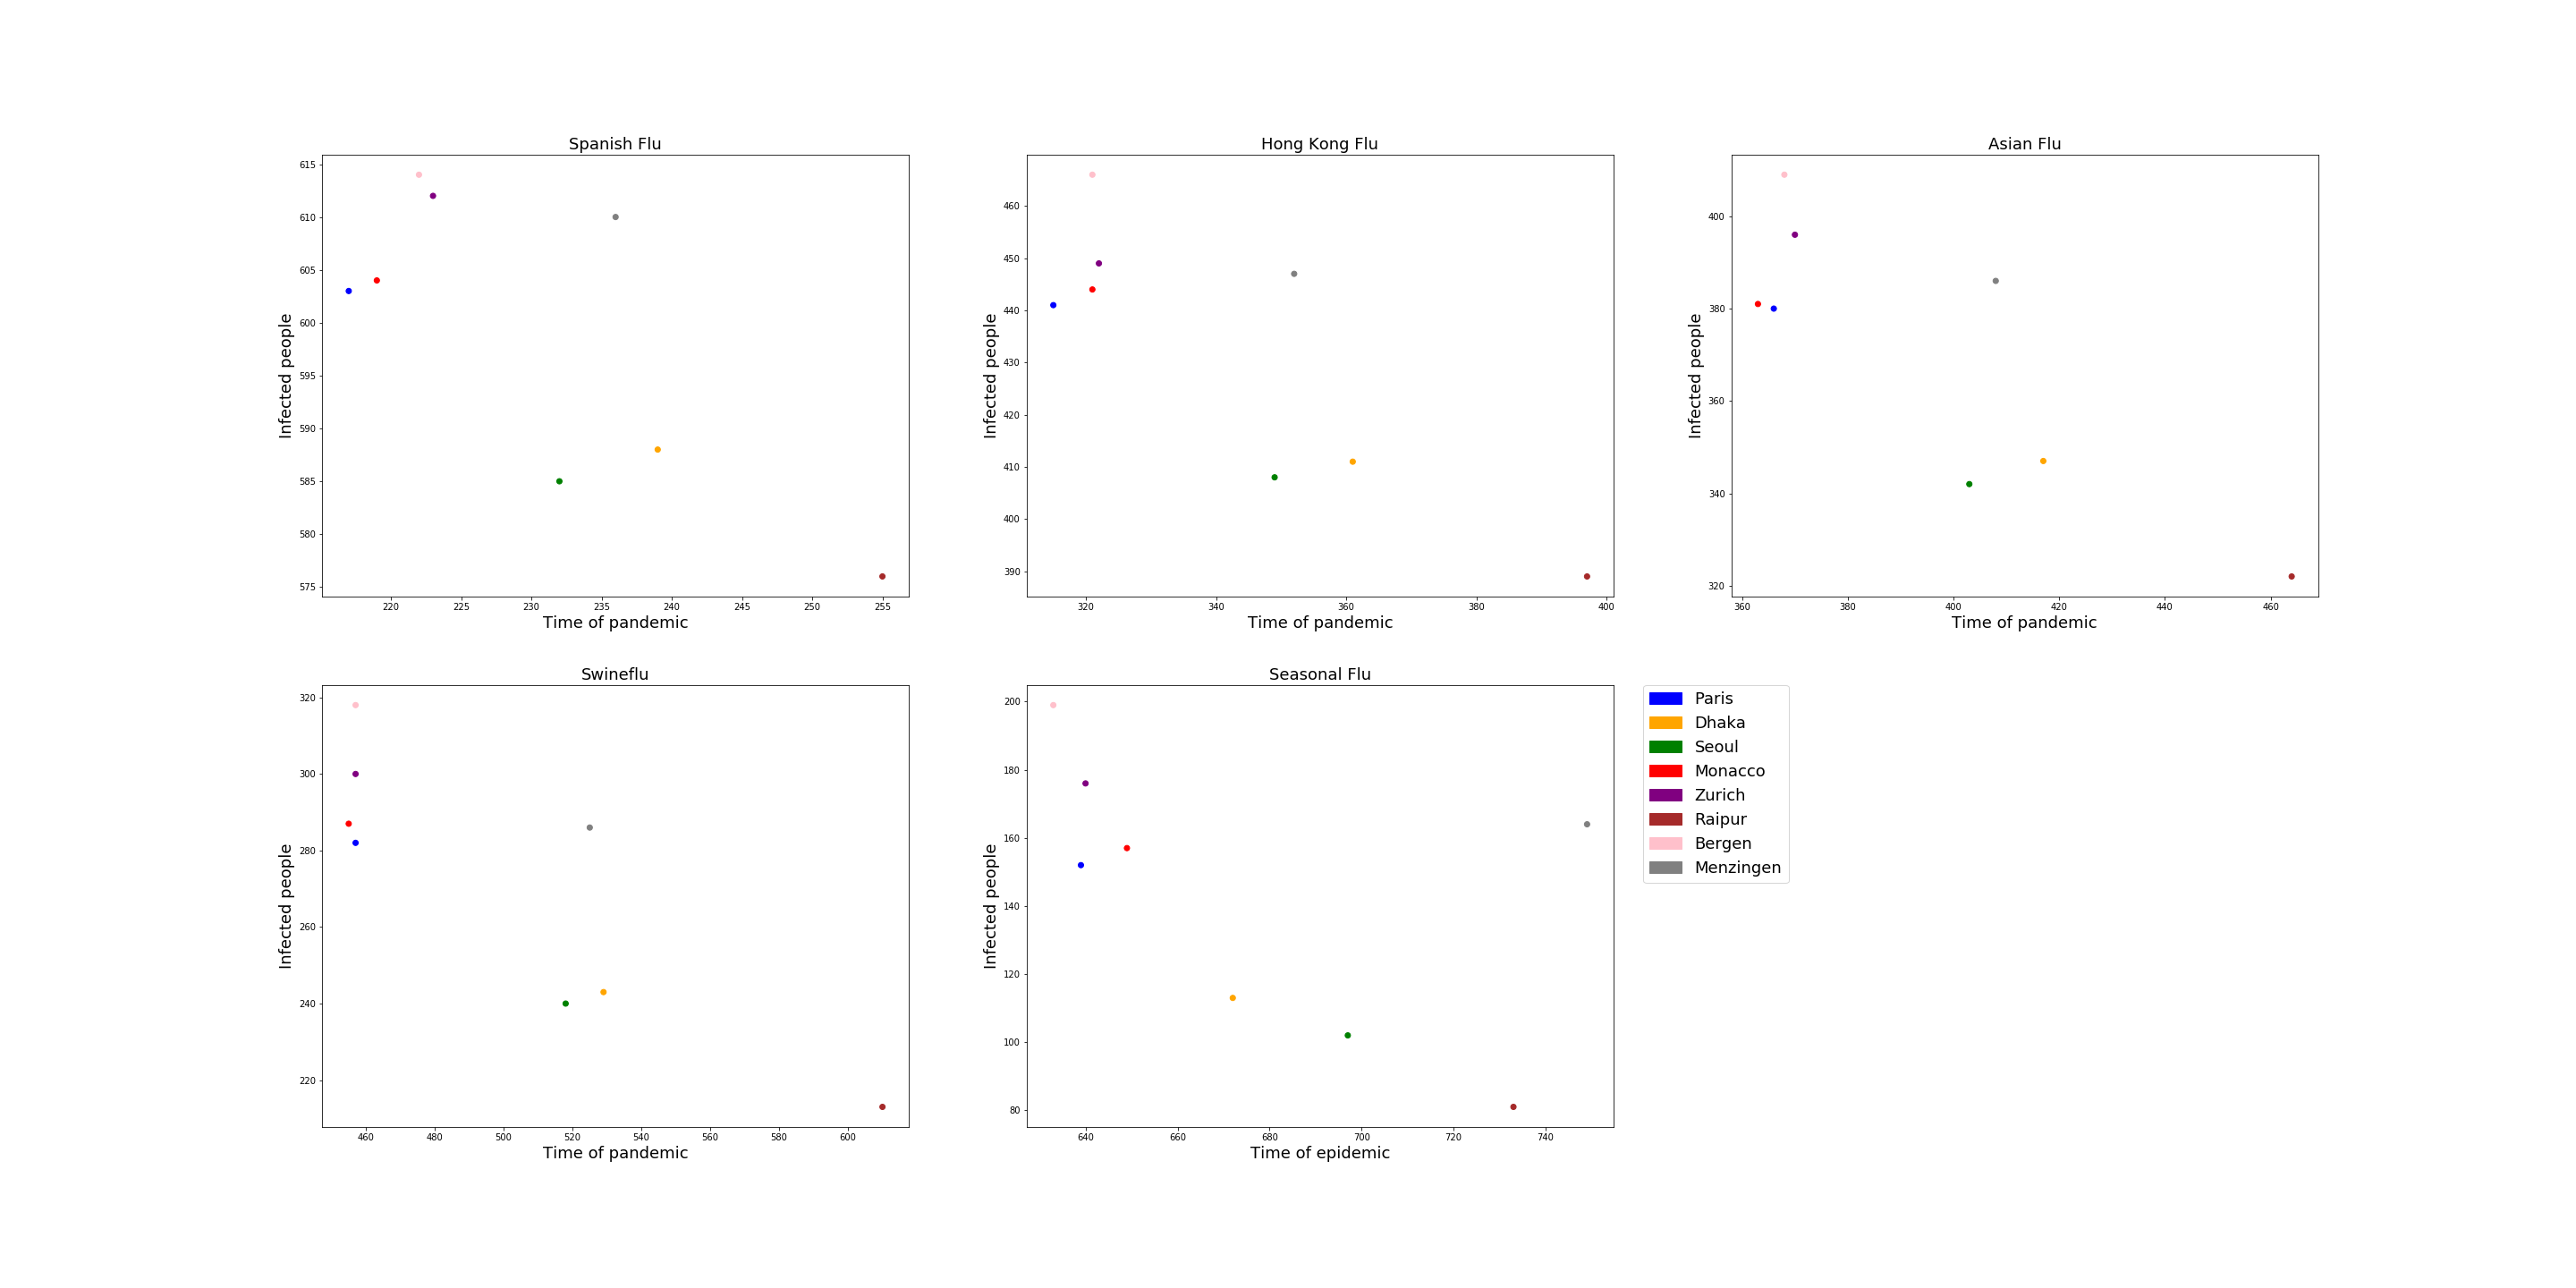 Spanish Flu
615
610
605
600
595
590
585
580
575
Infected people
220 225 230 235 240 245 250 255
Time of pandemic
Hong Kong Flu
460
450
440
430
420
410
400
390
Infected people
320 340 360 380 400
Time of pandemic
Asian Flu
400
380
360
340
320
Infected people
360 380 400 420 440 460
Time of pandemic
Swineflu
320
300
280
260
240
220
Infected people
460 480 500 520 540 560 580 600
Time of pandemic
Seasonal Flu
200
180
160
140
120
100
80
Infected people
640 660 680 700 720 740
Time of epidemic
Paris
Dhaka
Seoul
Monacco
Zurich
Raipur
Bergen
Menzingen